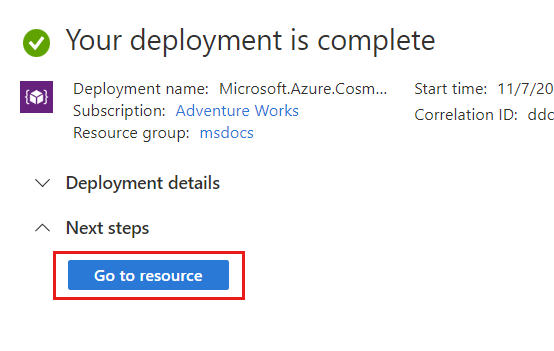 Your deployment is complete
Deployment name: Microsoft.Azure.Cosm... Start time: 11/7/20
Subscription: Adventure Works Correlation ID: ddc
Resource group: msdocs
Deployment details
Next steps
Go to resource